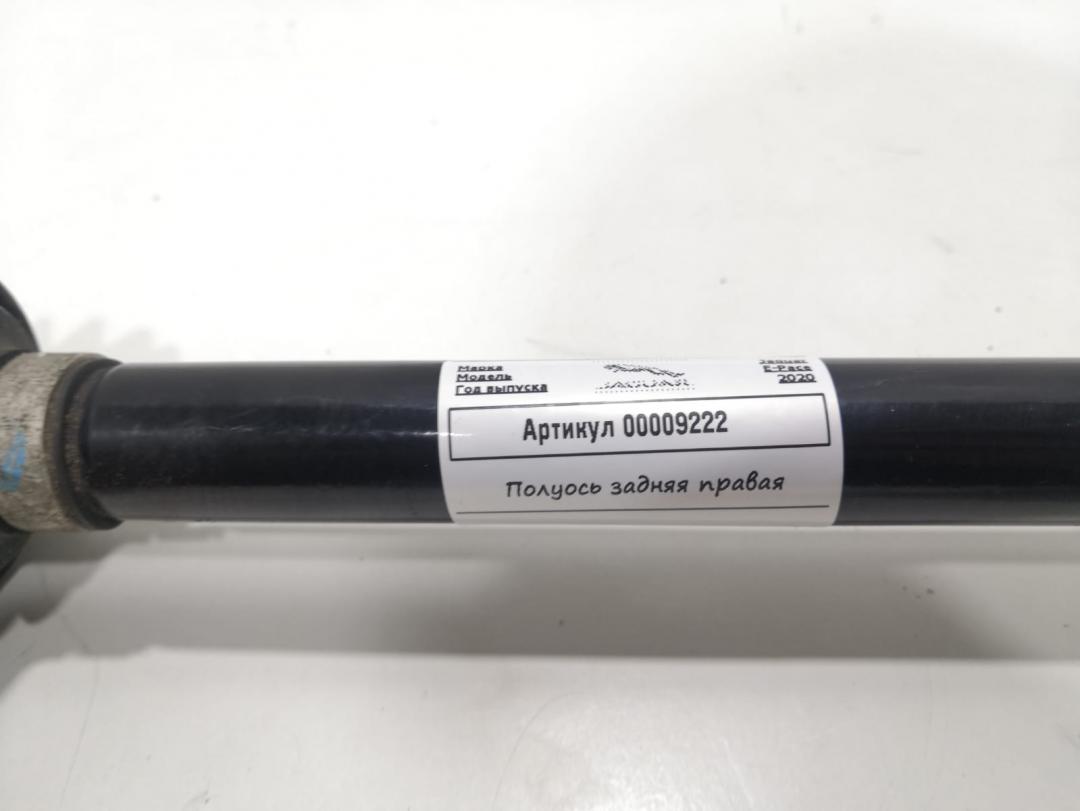 Марка Jaguar
Модель E-Pace
Год выпуска 2020
JAGUAR
Артикул 00009222
Полуось задняя правая